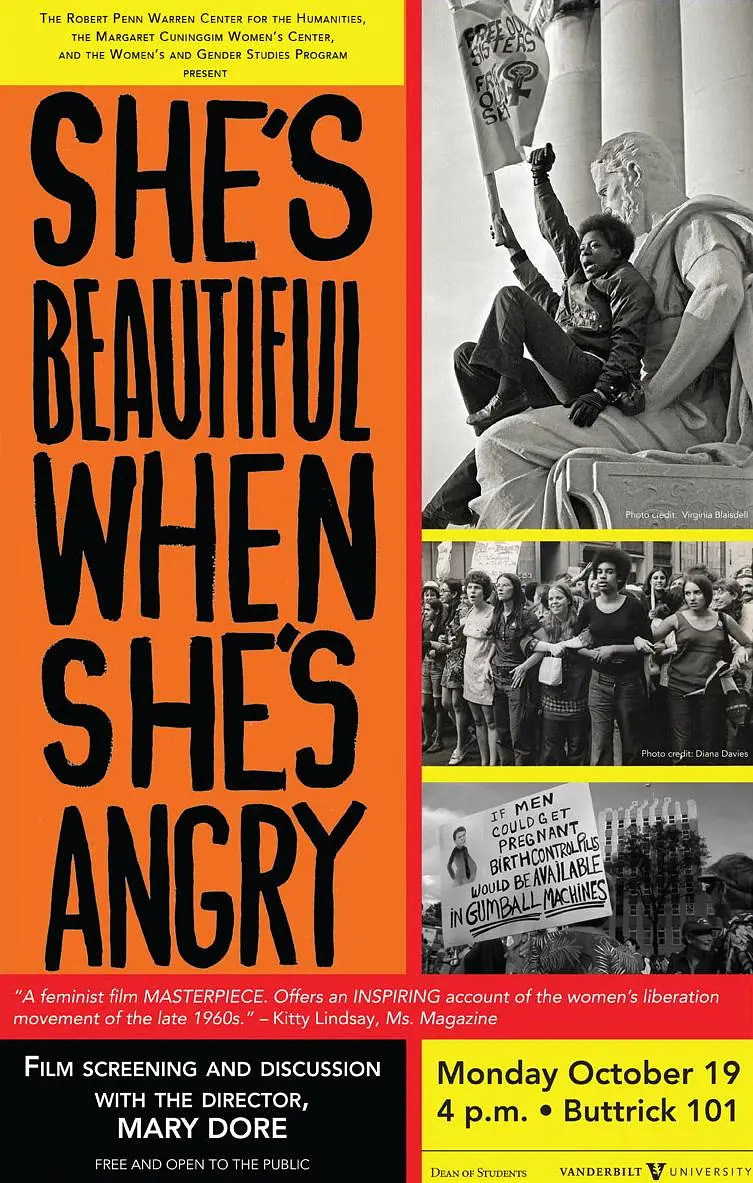 The Robert Penn Warren Center for the Humanities,
the Margaret Cuninggim Women's Center,
and the Women's and Gender Studies Program
present
SHE'S
BEAUTIFUL
WHEN
SHE'S
ANGRY
FREE OUR
SISTERS
FREE
OUR
SEL
Photo credit: Virginia Blaisdell
Photo credit: Diana Davies
IF MEN
COULD GET
PREGNANT
BIRTHCONTROL PILLS
WOULD BE AVAILABLE
IN GUMBALL MACHINES
"A feminist film MASTERPIECE. Offers an INSPIRING account of the women's liberation
movement of the late 1960s." – Kitty Lindsay, Ms. Magazine
Film screening and discussion
with the director,
MARY DORE
FREE AND OPEN TO THE PUBLIC
Monday October 19
4 p.m. • Buttrick 101
Dean of Students
VANDERBILT V UNIVERSITY